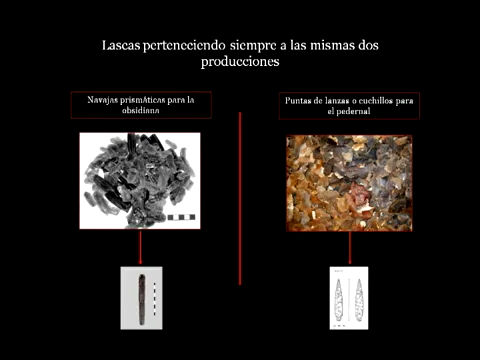 Lascas perteneciendo siempre a las mismas dos
producciones
Navajas prismáticas para la
obsidiana
Puntas de lanzas o cuchillos para
el pedernal